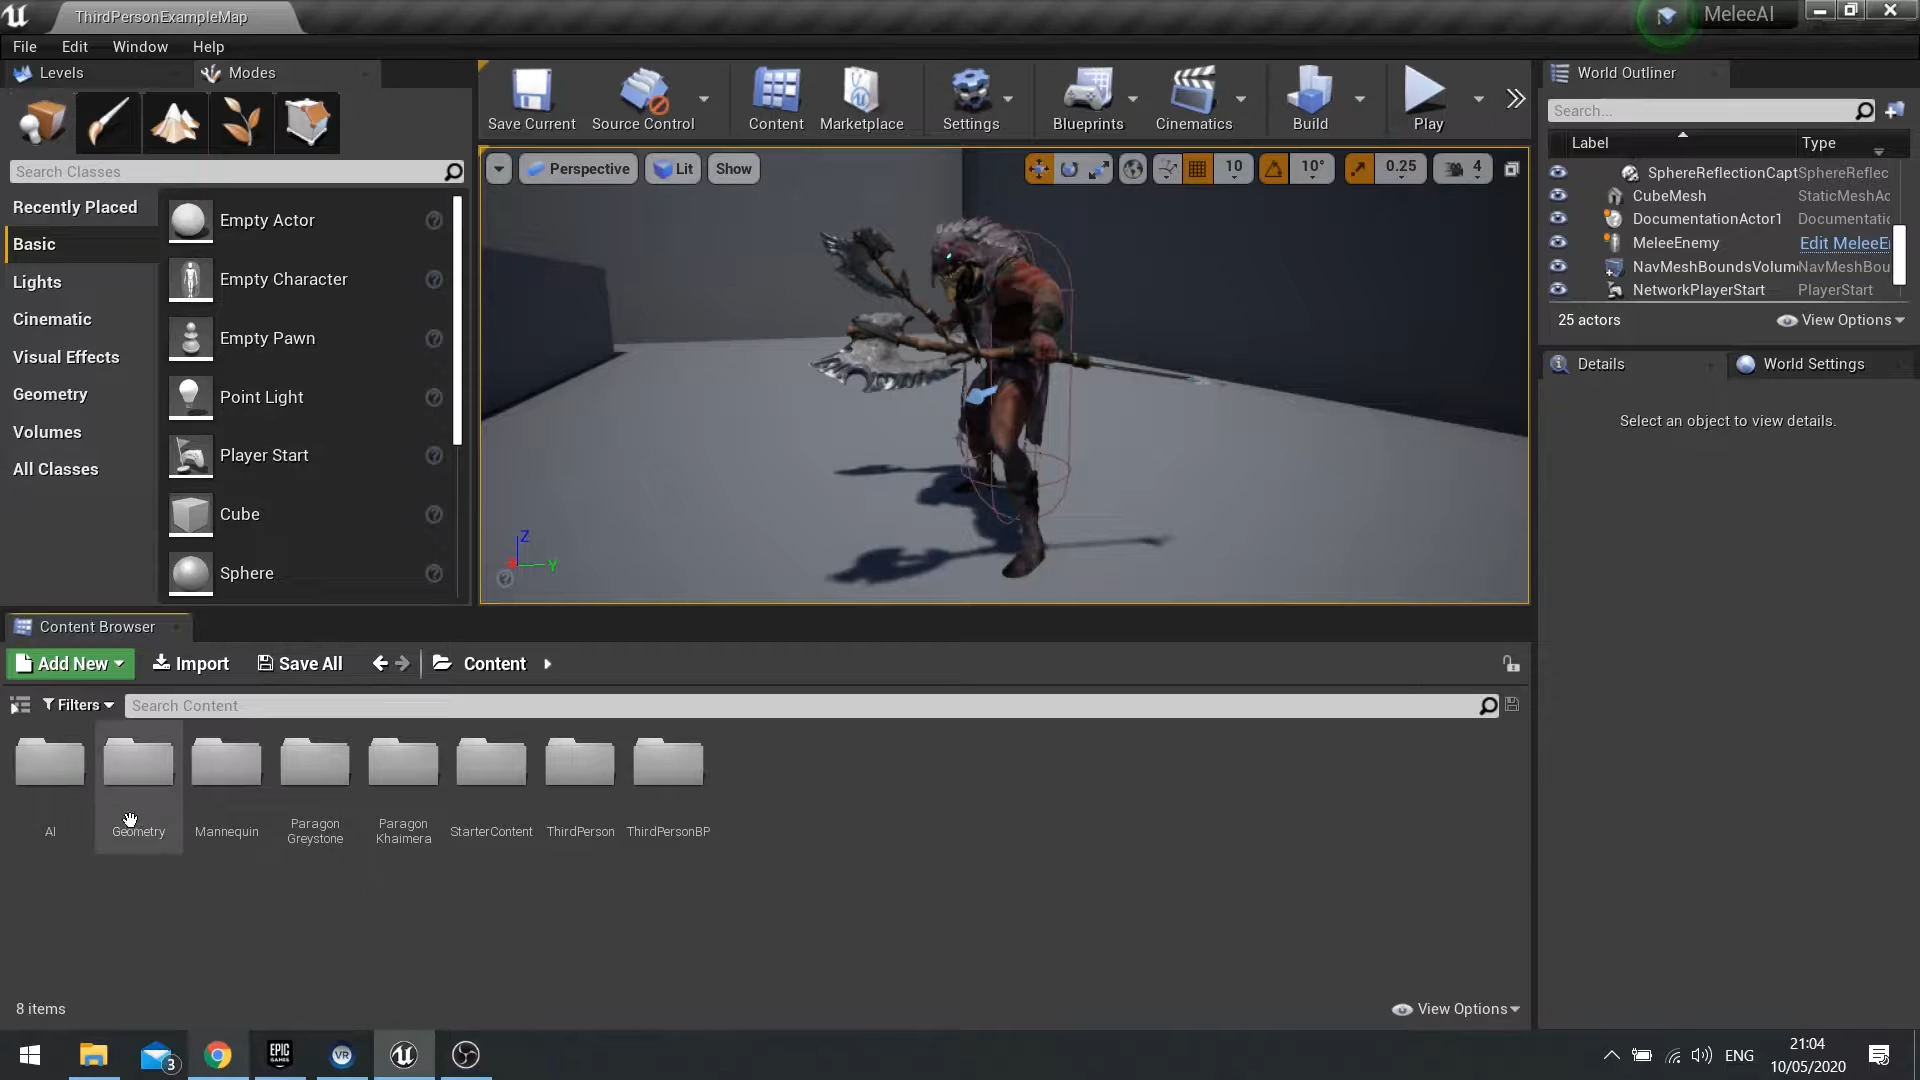 ThirdPersonExampleMap
MeleeAI
File Edit Window Help
Levels Modes
Search Classes
Recently Placed
Basic
Lights
Cinematic
Visual Effects
Geometry
Volumes
All Classes
Empty Actor
Empty Character
Empty Pawn
Point Light
Player Start
Cube
Sphere
Save Current Source Control Content Marketplace Settings Blueprints Cinematics Build Play
Perspective Lit Show 10 10° 0.25 4
Z
Y
World Outliner
Search...
Label Type
SphereReflectionCapt SphereReflec
CubeMesh StaticMeshAc
DocumentationActor1 Documentatic
MeleeEnemy Edit MeleeE
NavMeshBoundsVolum NavMeshBou
NetworkPlayerStart PlayerStart
25 actors View Options
Details World Settings
Select an object to view details.
Content Browser
Add New Import Save All Content
Filters Search Content
AI
Geometry
Mannequin
Paragon
Greystone
Paragon
Khaimera
StarterContent
ThirdPerson
ThirdPersonBP
8 items View Options
3
EPIC
GAMES
VR
ENG
21:04
10/05/2020